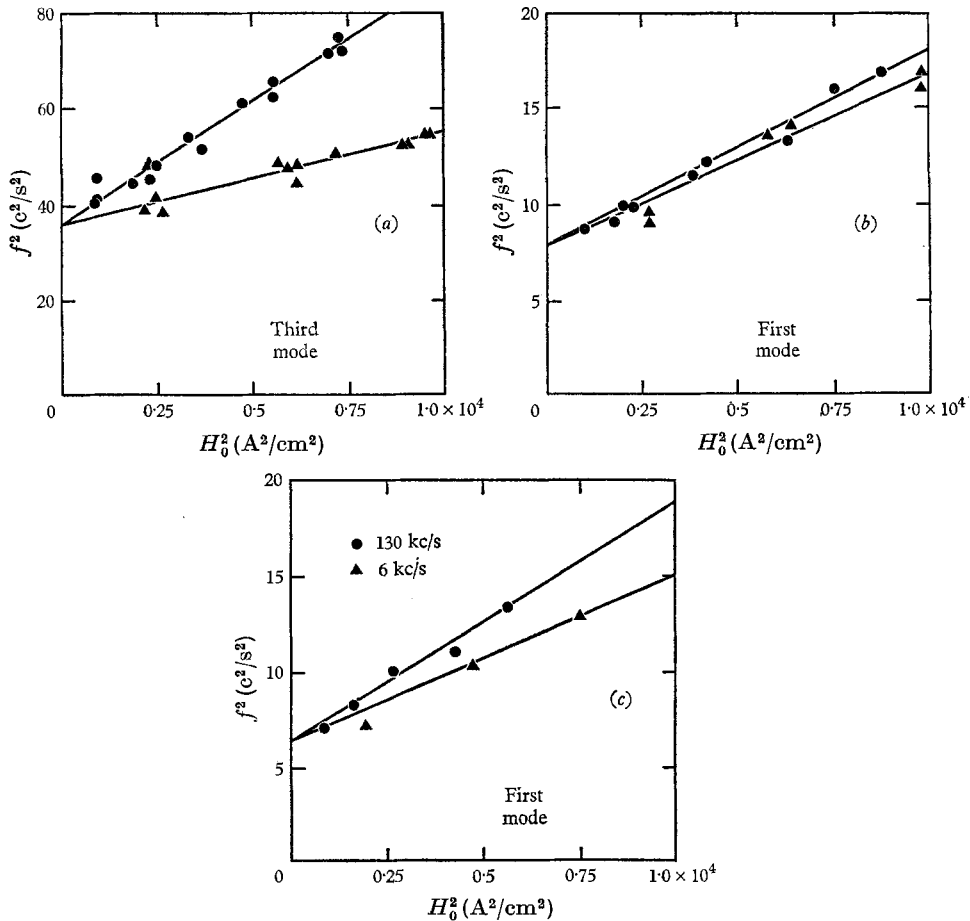 80
60
40
20
f² (c²/s²)
(a)
Third
mode
0
0·25
0·5
0·75
1·0 × 10⁴
H₀² (A²/cm²)
20
15
10
5
f² (c²/s²)
(b)
First
mode
0
0·25
0·5
0·75
1·0 × 10⁴
H₀² (A²/cm²)
20
15
10
5
f² (c²/s²)
130 kc/s
6 kc/s
(c)
First
mode
0
0·25
0·5
0·75
1·0 × 10⁴
H₀² (A²/cm²)